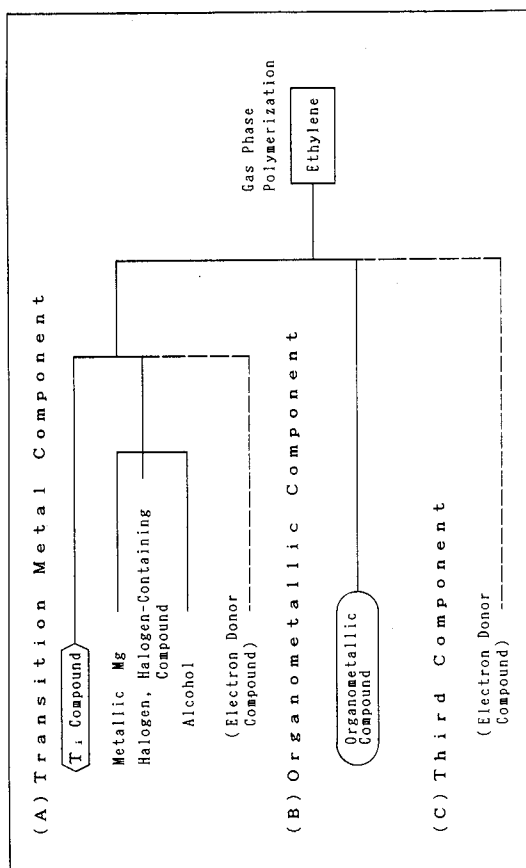 (A) Transition Metal Component
Ti Compound
Metallic Mg
Halogen, Halogen-Containing
Compound
Alcohol
(Electron Donor
Compound)
(B) Organometallic Component
Organometallic
Compound
(C) Third Component
(Electron Donor
Compound)
Gas Phase
Polymerization
Ethylene